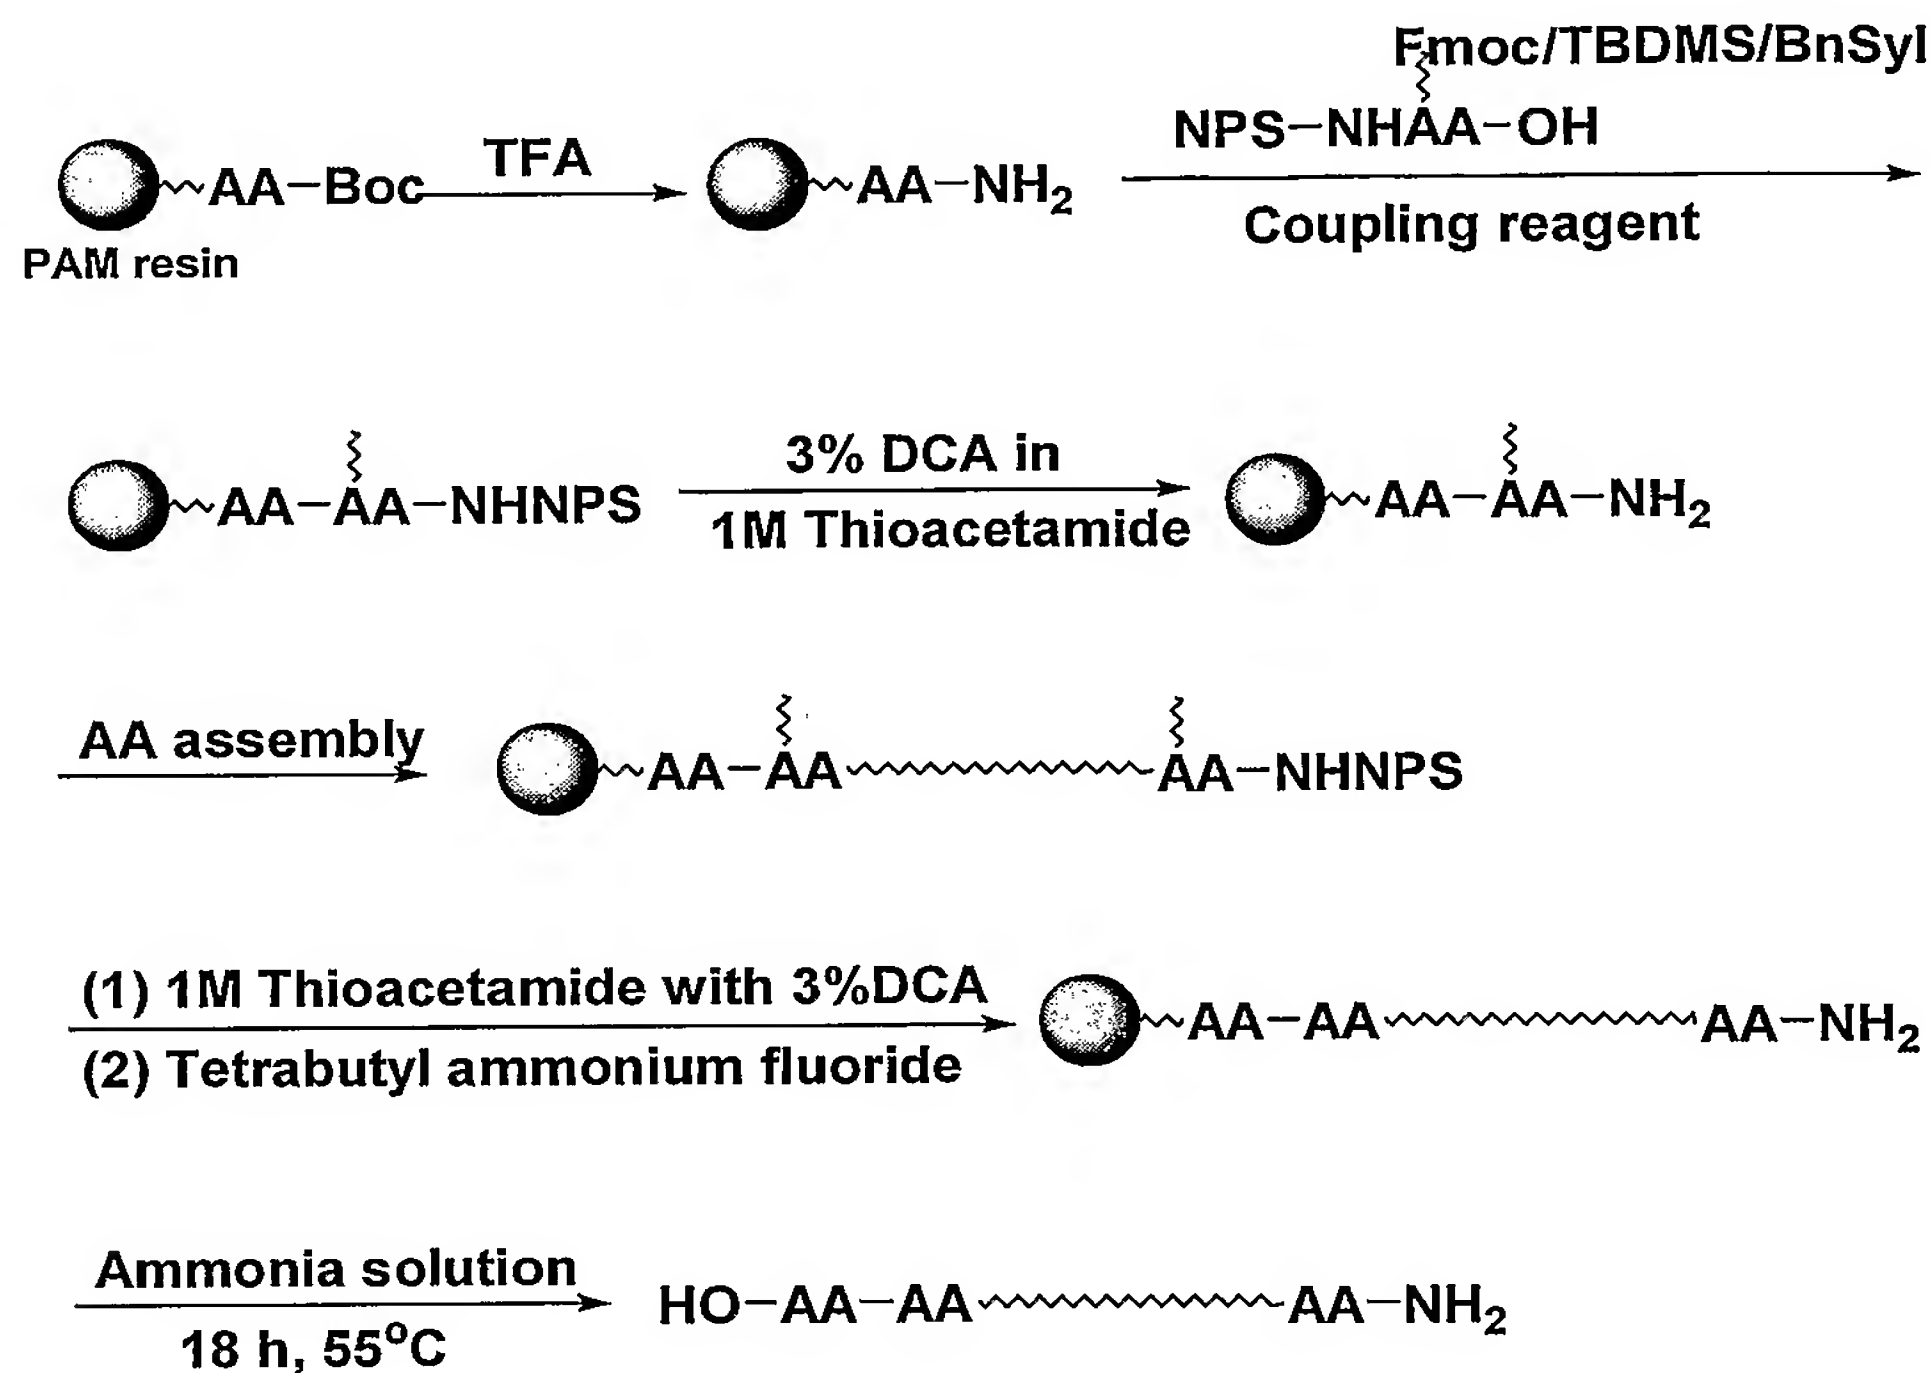 Fmoc/TBDMS/BnSyl
NPS–NHAA–OH
AA–Boc
TFA
AA–NH2
Coupling reagent
PAM resin
3% DCA in
AA–AA–NHNPS
1M Thioacetamide
AA–AA–NH2
AA assembly
AA–AA
AA–NHNPS
(1) 1M Thioacetamide with 3%DCA
(2) Tetrabutyl ammonium fluoride
AA–AA
AA–NH2
Ammonia solution
18 h, 55°C
HO–AA–AA
AA–NH2